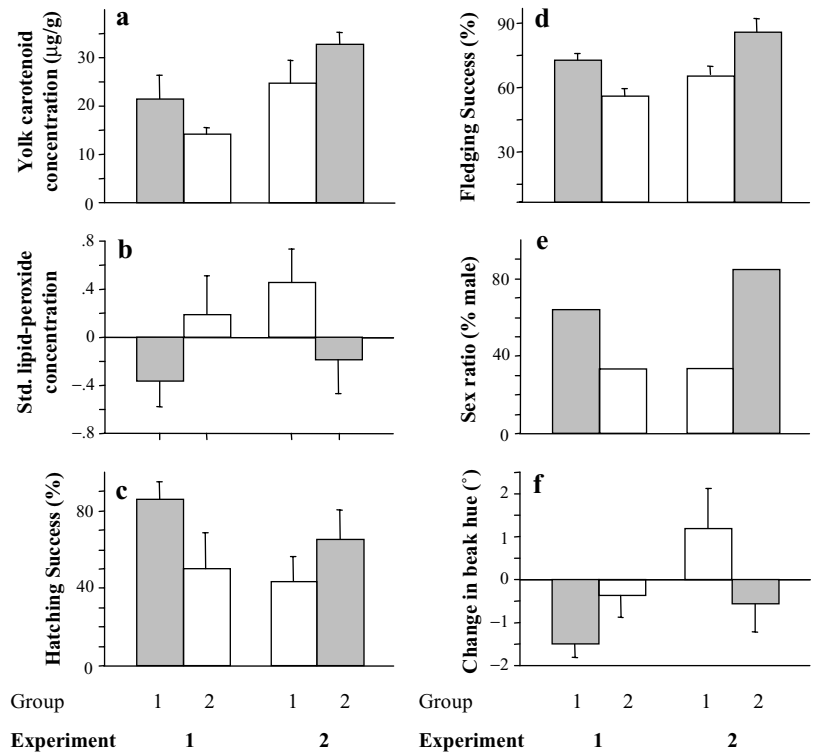 a
Yolk carotenoid
concentration (µg/g)
30
20
10
0
b
Std. lipid-peroxide
concentration
.8
.4
0
−.4
−.8
c
Hatching Success (%)
80
40
0
Group 1 2 1 2
Experiment 1 2
d
Fledging Success (%)
90
60
30
e
Sex ratio (% male)
80
40
0
f
Change in beak hue (°)
2
1
0
−1
−2
Group 1 2 1 2
Experiment 1 2